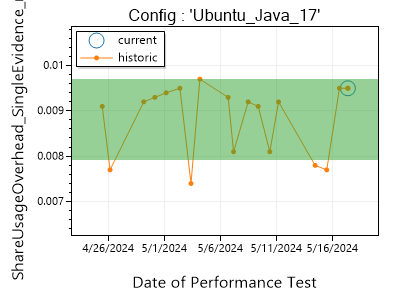 Config : 'Ubuntu_Java_17'
current
historic
0.01
0.009
0.008
0.007
ShareUsageOverhead_SingleEvidence_
4/26/2024
5/1/2024
5/6/2024
5/11/2024
5/16/2024
Date of Performance Test